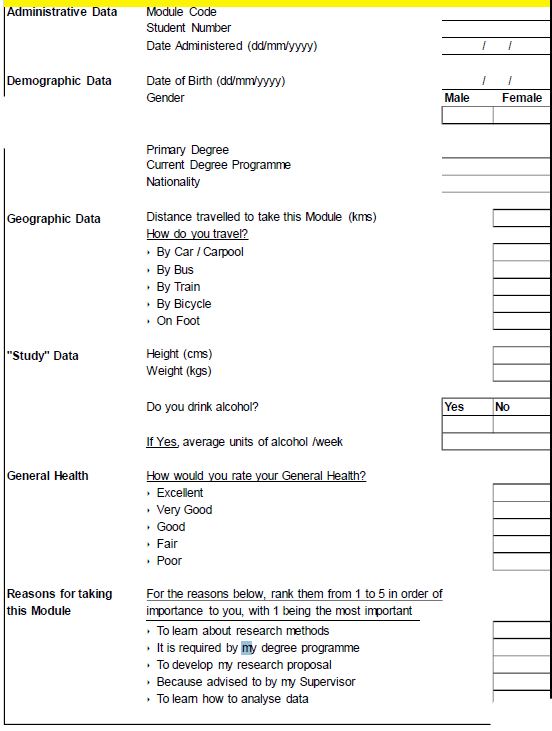 Administrative Data Module Code
Student Number
Date Administered (dd/mm/yyyy) / /
Demographic Data Date of Birth (dd/mm/yyyy) / /
Gender Male Female
Primary Degree
Current Degree Programme
Nationality
Geographic Data Distance travelled to take this Module (kms)
How do you travel?
‣ By Car / Carpool
‣ By Bus
‣ By Train
‣ By Bicycle
‣ On Foot
"Study" Data Height (cms)
Weight (kgs)
Do you drink alcohol? Yes No
If Yes, average units of alcohol /week
General Health How would you rate your General Health?
‣ Excellent
‣ Very Good
‣ Good
‣ Fair
‣ Poor
Reasons for taking For the reasons below, rank them from 1 to 5 in order of
this Module importance to you, with 1 being the most important
‣ To learn about research methods
‣ It is required by my degree programme
‣ To develop my research proposal
‣ Because advised to by my Supervisor
‣ To learn how to analyse data